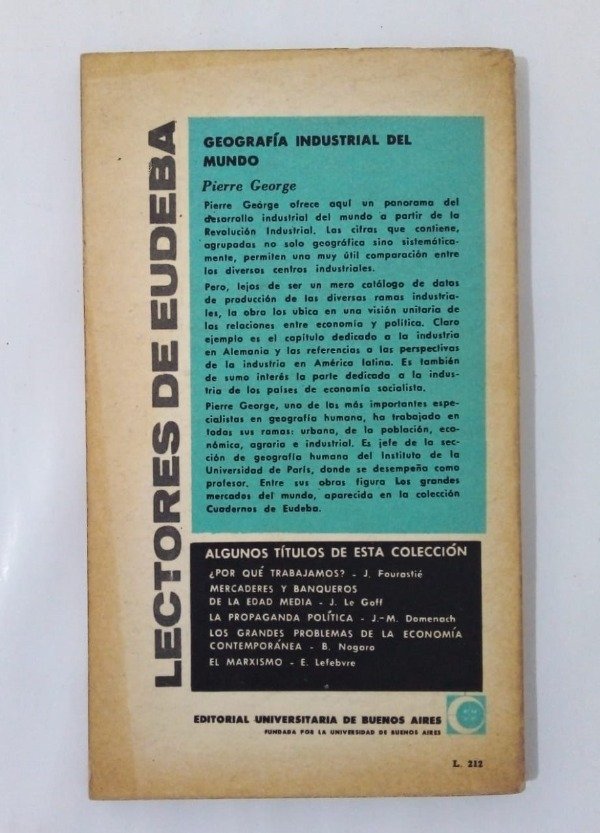 LECTORES DE EUDEBA
GEOGRAFÍA INDUSTRIAL DEL
MUNDO
Pierre George
Pierre George ofrece aquí un panorama del
desarrollo industrial del mundo a partir de la
Revolución Industrial. Las cifras que contiene,
agrupadas no solo geográfica sino sistemática-
mente, permiten una muy útil comparación entre
los diversos centros industriales.
Pero, lejos de ser un mero catálogo de datos
de producción de las diversas ramas industria-
les, la obra los ubica en una visión unitaria de
las relaciones entre economía y política. Claro
ejemplo es el capítulo dedicado a la industria
en Alemania y las referencias a las perspectivas
de la industria en América latina. Es también
de sumo interés la parte dedicada a la indus-
tria de los países de economía socialista.
Pierre George, uno de los más importantes espe-
cialistas en geografía humana, ha trabajado en
todas sus ramas: urbana, de la población, eco-
nómica, agraria e industrial. Es jefe de la sec-
ción de geografía humana del Instituto de la
Universidad de París, donde se desempeña como
profesor. Entre sus obras figura Los grandes
mercados del mundo, aparecida en la colección
Cuadernos de Eudeba.
ALGUNOS TÍTULOS DE ESTA COLECCIÓN
¿POR QUÉ TRABAJAMOS? - J. Fourastié
MERCADERES Y BANQUEROS
DE LA EDAD MEDIA - J. Le Goff
LA PROPAGANDA POLÍTICA - J.-M. Domenach
LOS GRANDES PROBLEMAS DE LA ECONOMÍA
CONTEMPORÁNEA - B. Nogaro
EL MARXISMO - E. Lefebvre
EDITORIAL UNIVERSITARIA DE BUENOS AIRES
FUNDADA POR LA UNIVERSIDAD DE BUENOS AIRES
L. 212